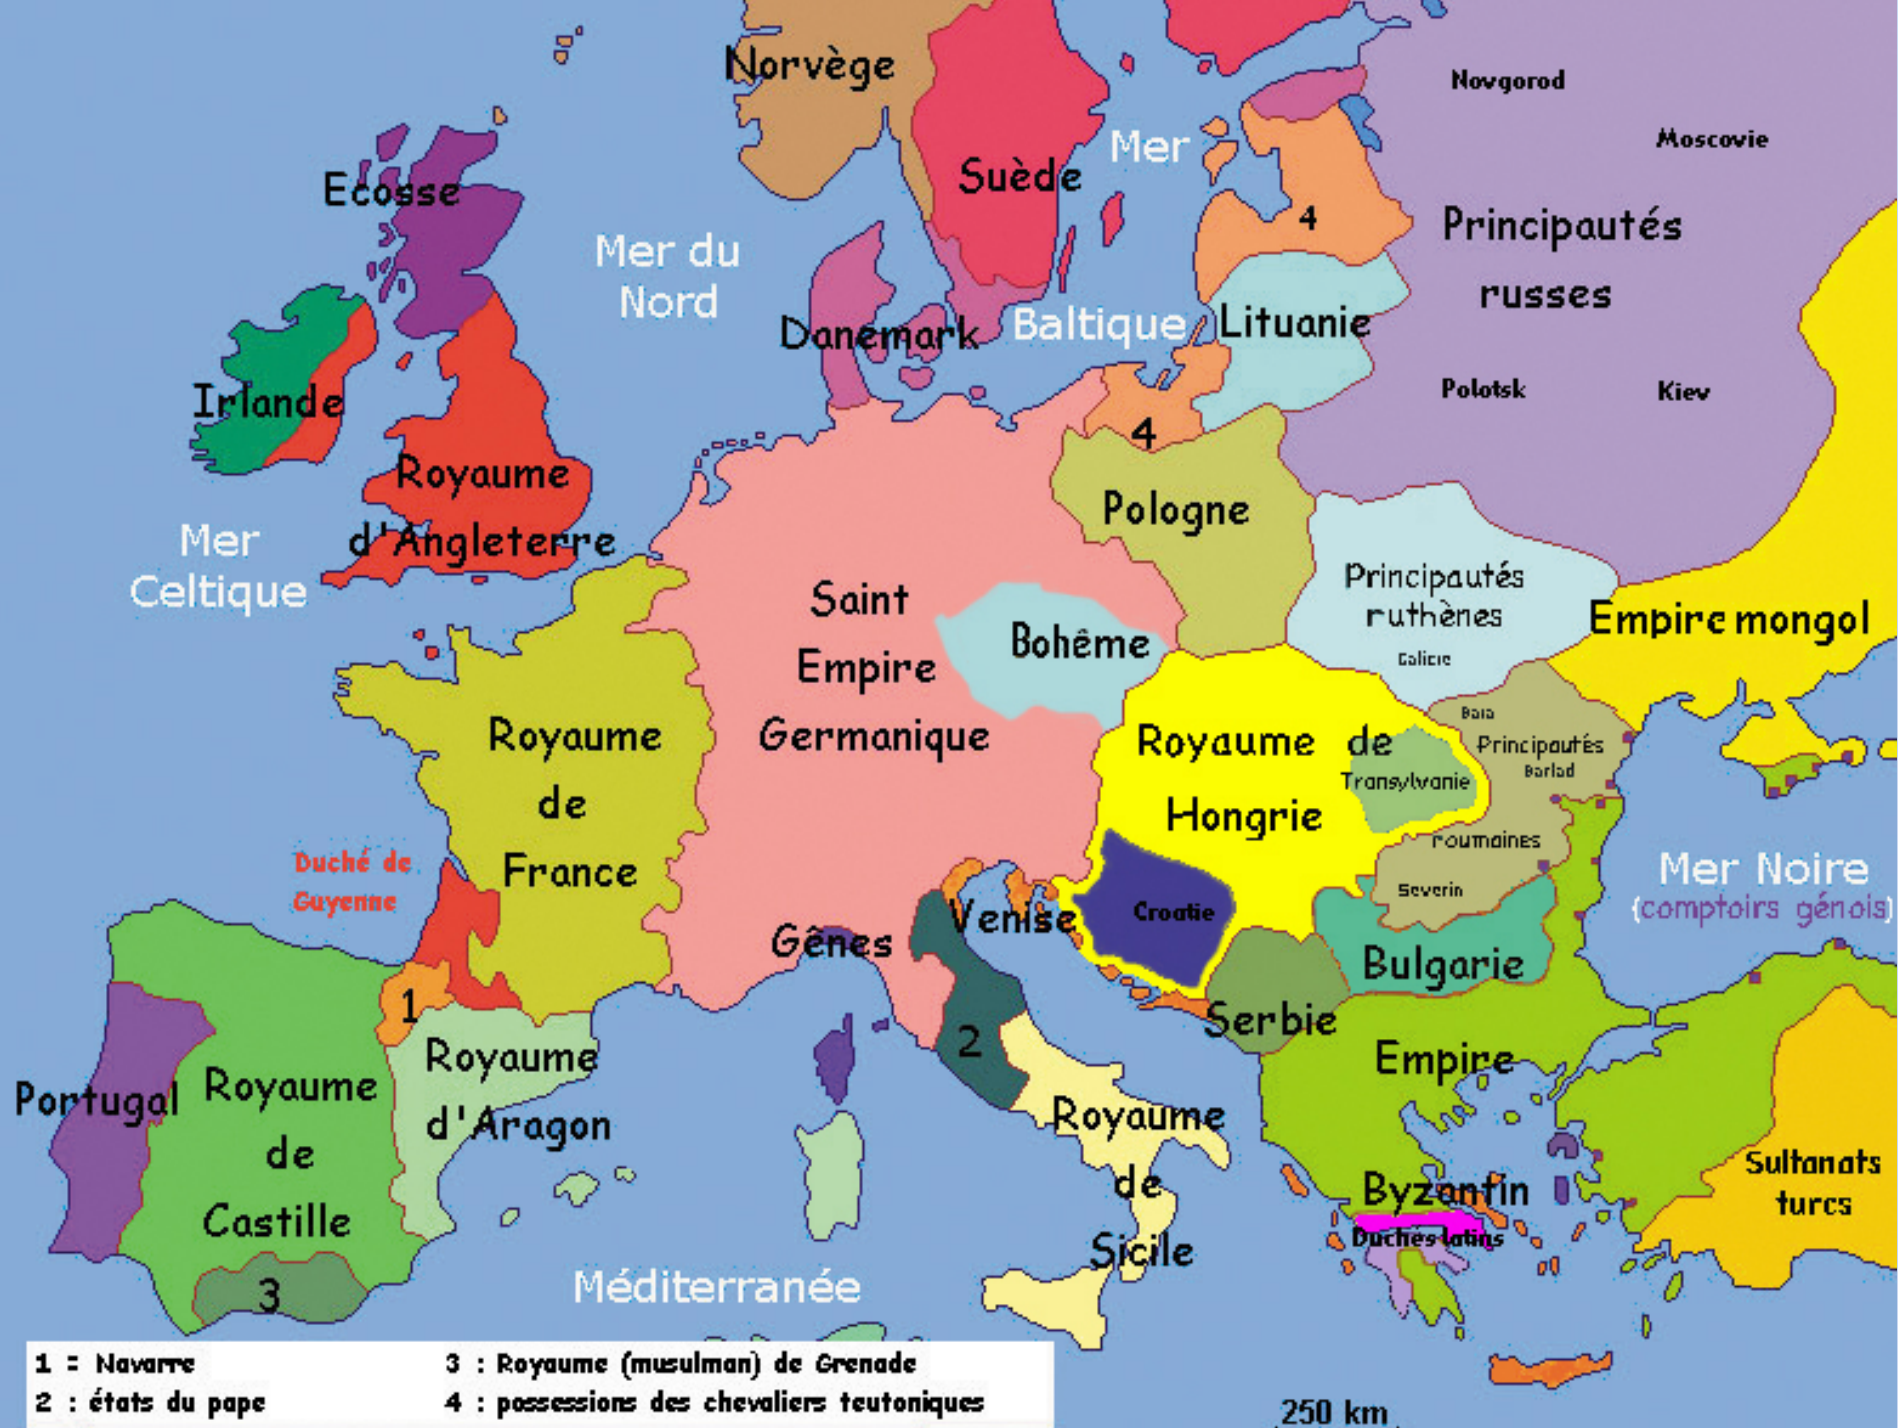 Norvège
Novgorod
Moscovie
Mer
Suède
Ecosse
4
Principautés
russes
Mer du
Nord
Danemark
Baltique
Lituanie
Irlande
Polotsk
Kiev
4
Royaume
d'Angleterre
Pologne
Mer
Celtique
Saint
Empire
Germanique
Bohême
Principautés
ruthènes
Galicie
Empire mongol
Royaume
de
France
Royaume de
Hongrie
Transylvanie
Principautés
Barlad
roumaines
Severin
Duché de
Guyenne
Croatie
Mer Noire
(comptoirs génois)
Venise
Gênes
Bulgarie
1
2
Serbie
Royaume
d'Aragon
Portugal
Royaume
de
Castille
3
Empire
Byzantin
Duchés latins
Sultanats
turcs
Royaume
de
Sicile
Méditerranée
1 = Navarre
2 : états du pape
3 : Royaume (musulman) de Grenade
4 : possessions des chevaliers teutoniques
250 km